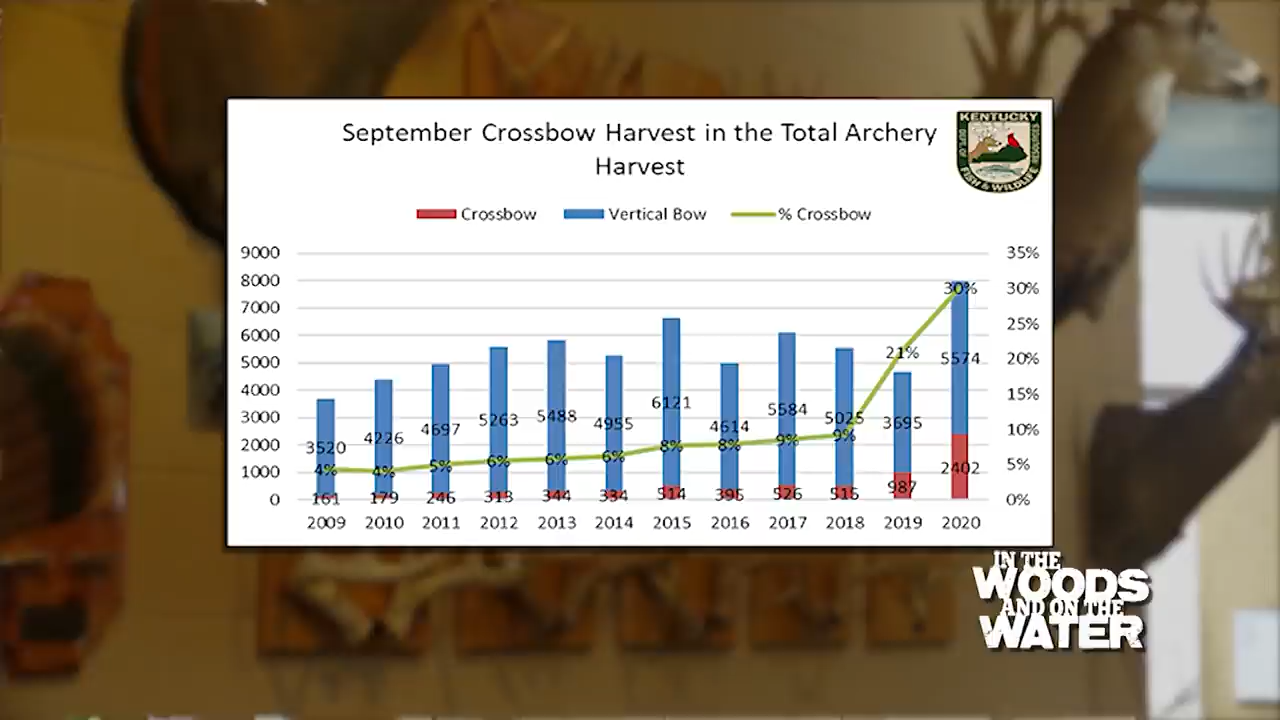 September Crossbow Harvest in the Total Archery
Harvest
KENTUCKY
DEPT. OF
FISH & WILDLIFE
RESOURCES
Crossbow Vertical Bow % Crossbow
9000 35%
8000 30%
7000 25%
6000 20%
5000 15%
4000 10%
3000 5%
2000 0%
1000
0
3520 4226 4697 5263 5488 4955 6121 4614 5584 5025 3695 5574
4% 4% 5% 6% 6% 6% 8% 8% 9% 9% 21% 30%
161 179 246 313 344 334 514 395 526 515 987 2402
2009 2010 2011 2012 2013 2014 2015 2016 2017 2018 2019 2020
IN THE
WOODS
AND ON THE
WATER